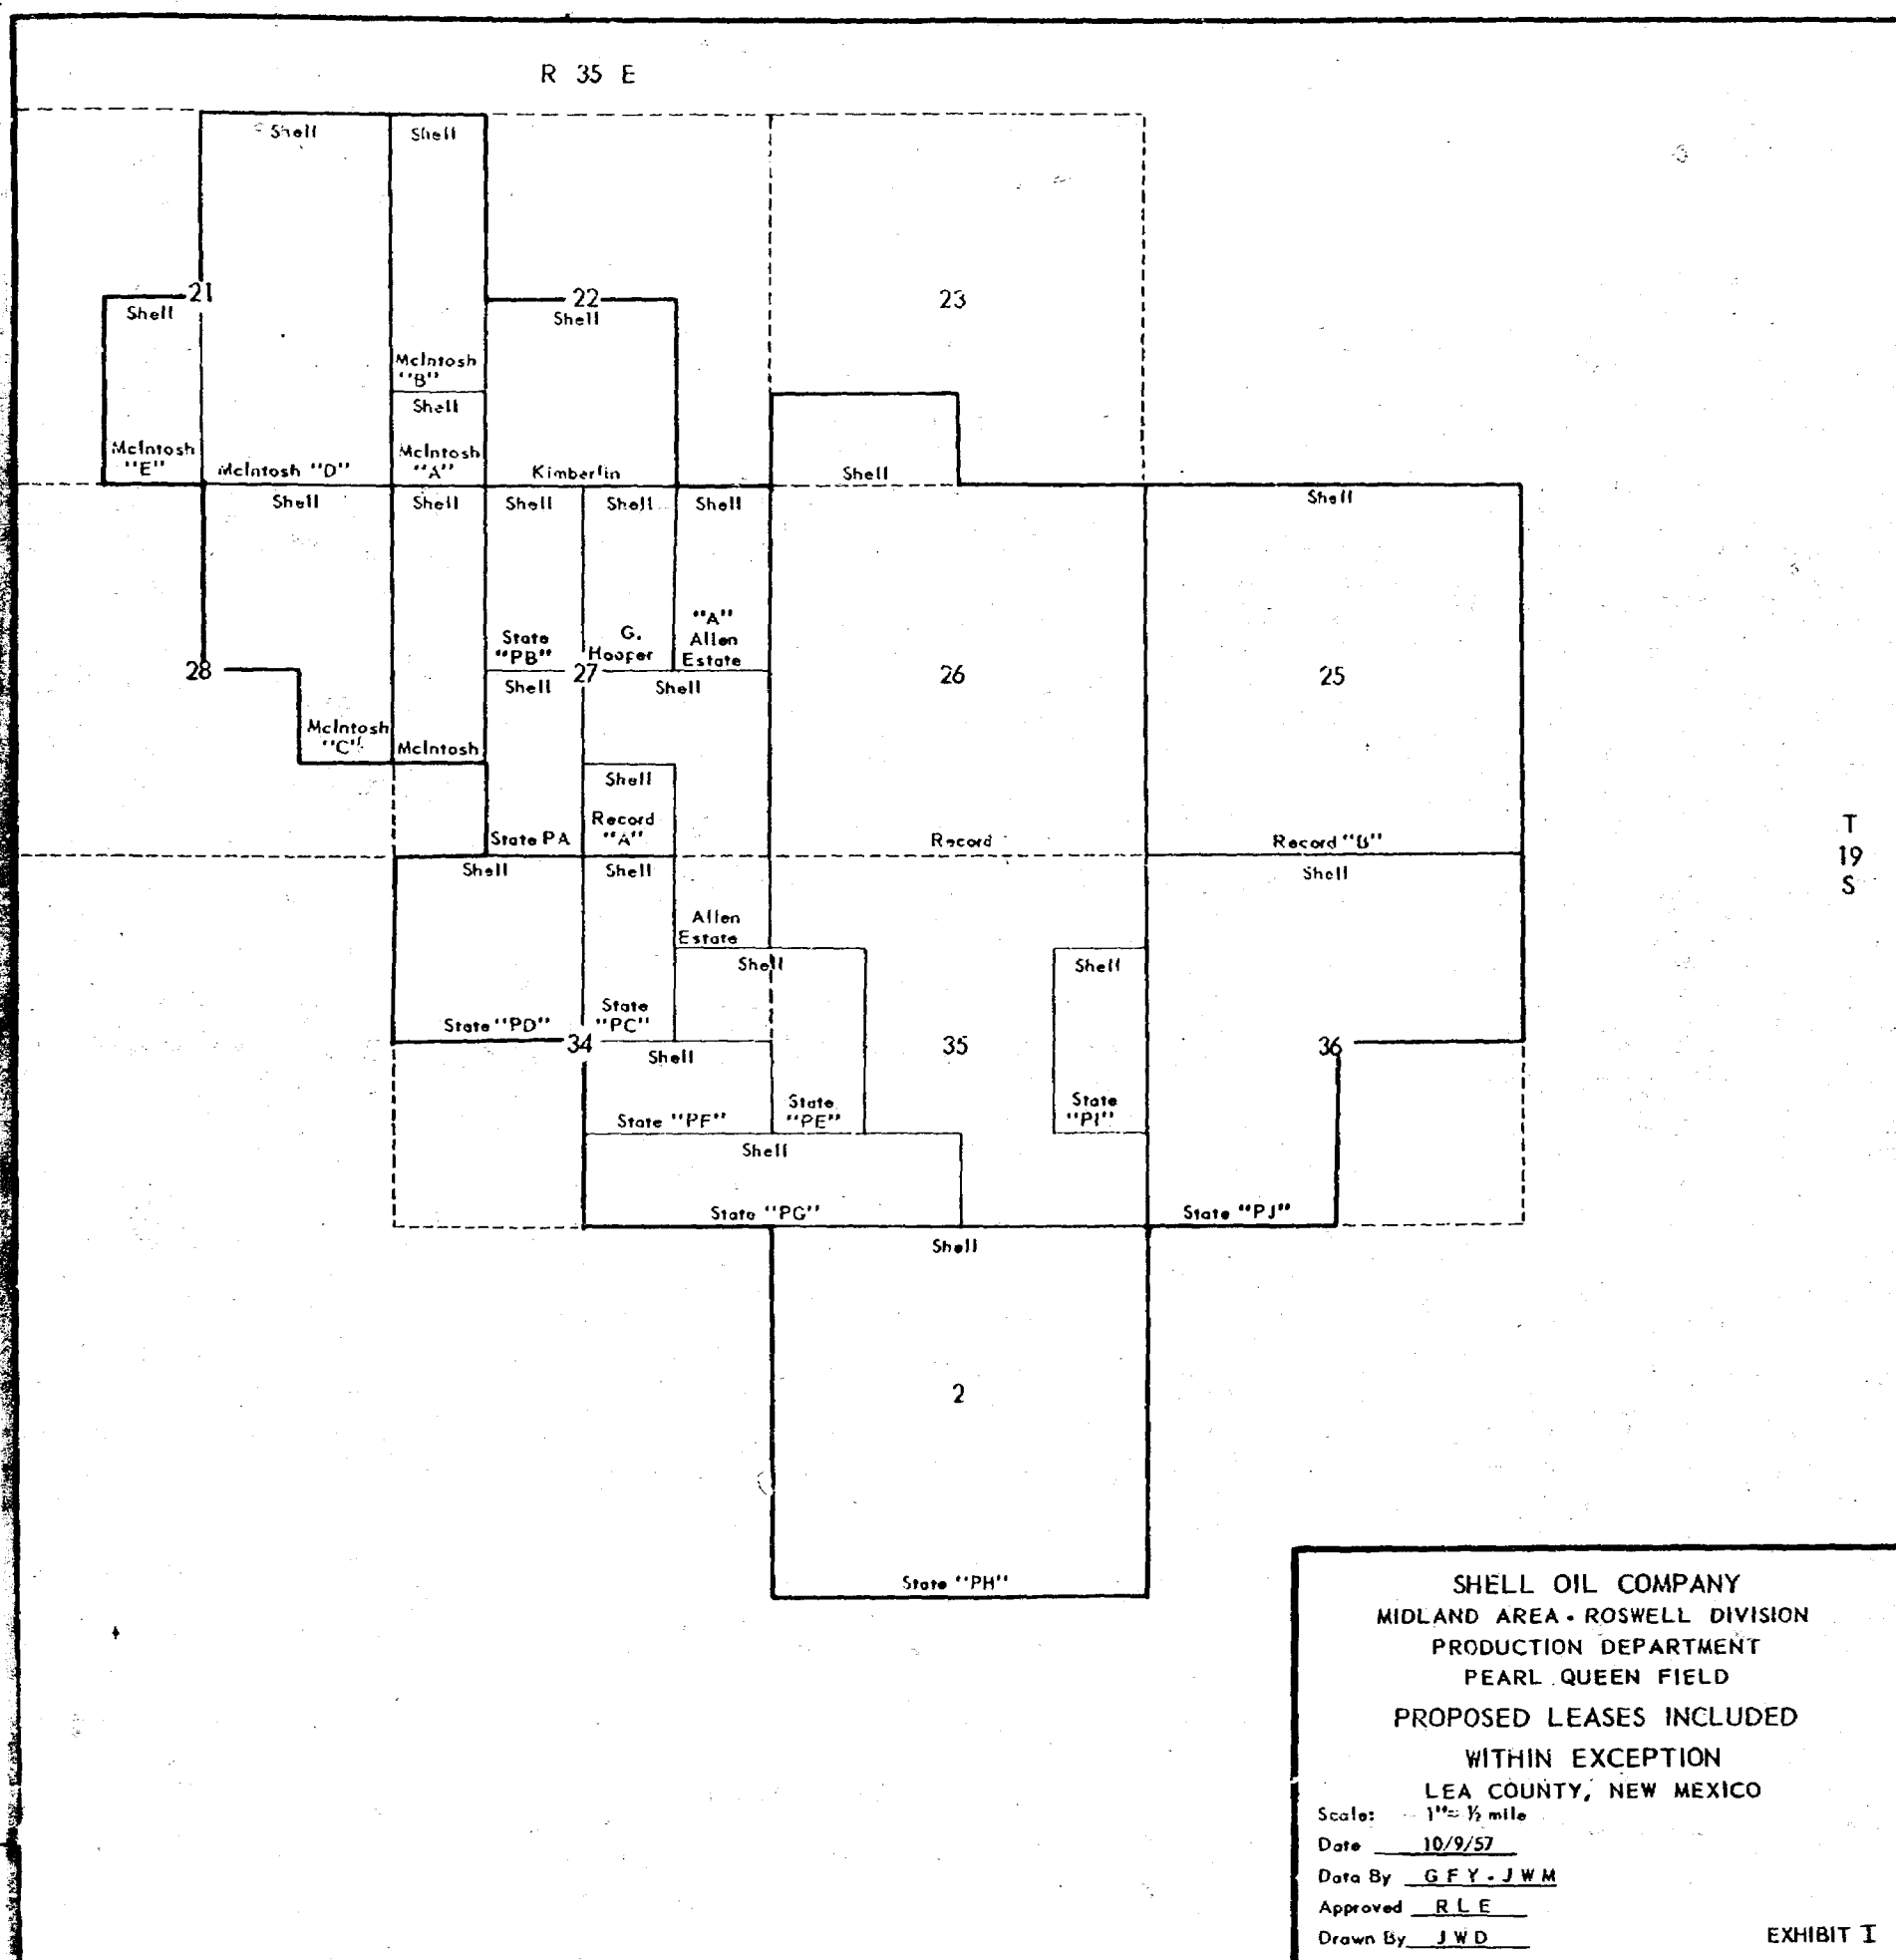 R 35 E
Shell
Shell
21
22
23
Shell
Shell
McIntosh
"B"
Shell
McIntosh
"E"
McIntosh "D"
McIntosh
"A"
Kimberlin
Shell
Shell
Shell
Shell
Shell
Shell
Shell
State
"PB"
G.
Hooper
"A"
Allen
Estate
28
27
26
25
Shell
Shell
McIntosh
"C"
McIntosh
Shell
Record
"A"
State PA
Record
Record "B"
T
19
S
Shell
Shell
Shell
Allen
Estate
Shell
Shell
State "PD"
State
"PC"
34
35
36
Shell
State "PF"
State
"PE"
State
"PI"
Shell
State "PG"
State "PJ"
Shell
2
State "PH"
SHELL OIL COMPANY
MIDLAND AREA - ROSWELL DIVISION
PRODUCTION DEPARTMENT
PEARL QUEEN FIELD
PROPOSED LEASES INCLUDED
WITHIN EXCEPTION
LEA COUNTY, NEW MEXICO
Scale: 1"= ½ mile
Date 10/9/57
Data By G F Y - J W M
Approved R L E
Drawn By J W D
EXHIBIT I